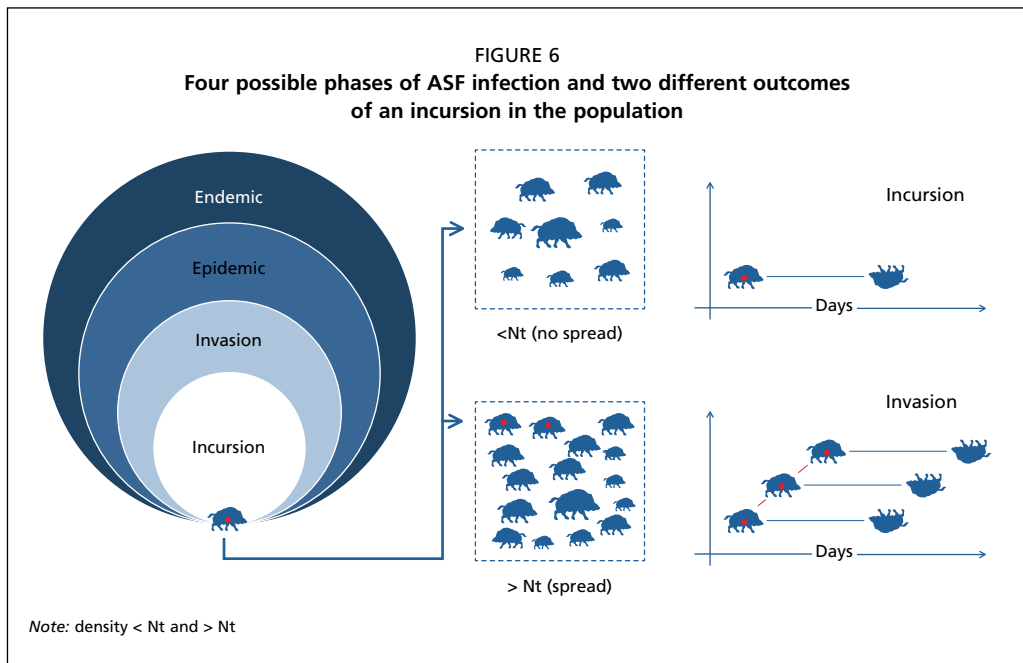 FIGURE 6
Four possible phases of ASF infection and two different outcomes
of an incursion in the population
Endemic
Epidemic
Invasion
Incursion
<Nt (no spread)
Incursion
Days
> Nt (spread)
Invasion
Days
Note: density < Nt and > Nt